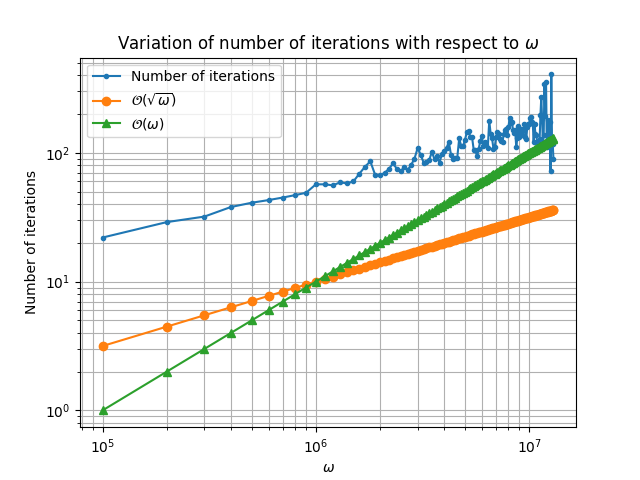 Variation of number of iterations with respect to ω
Number of iterations
𝒪(√ω)
𝒪(ω)
Number of iterations
10²
10¹
10⁰
10⁵
10⁶
10⁷
ω